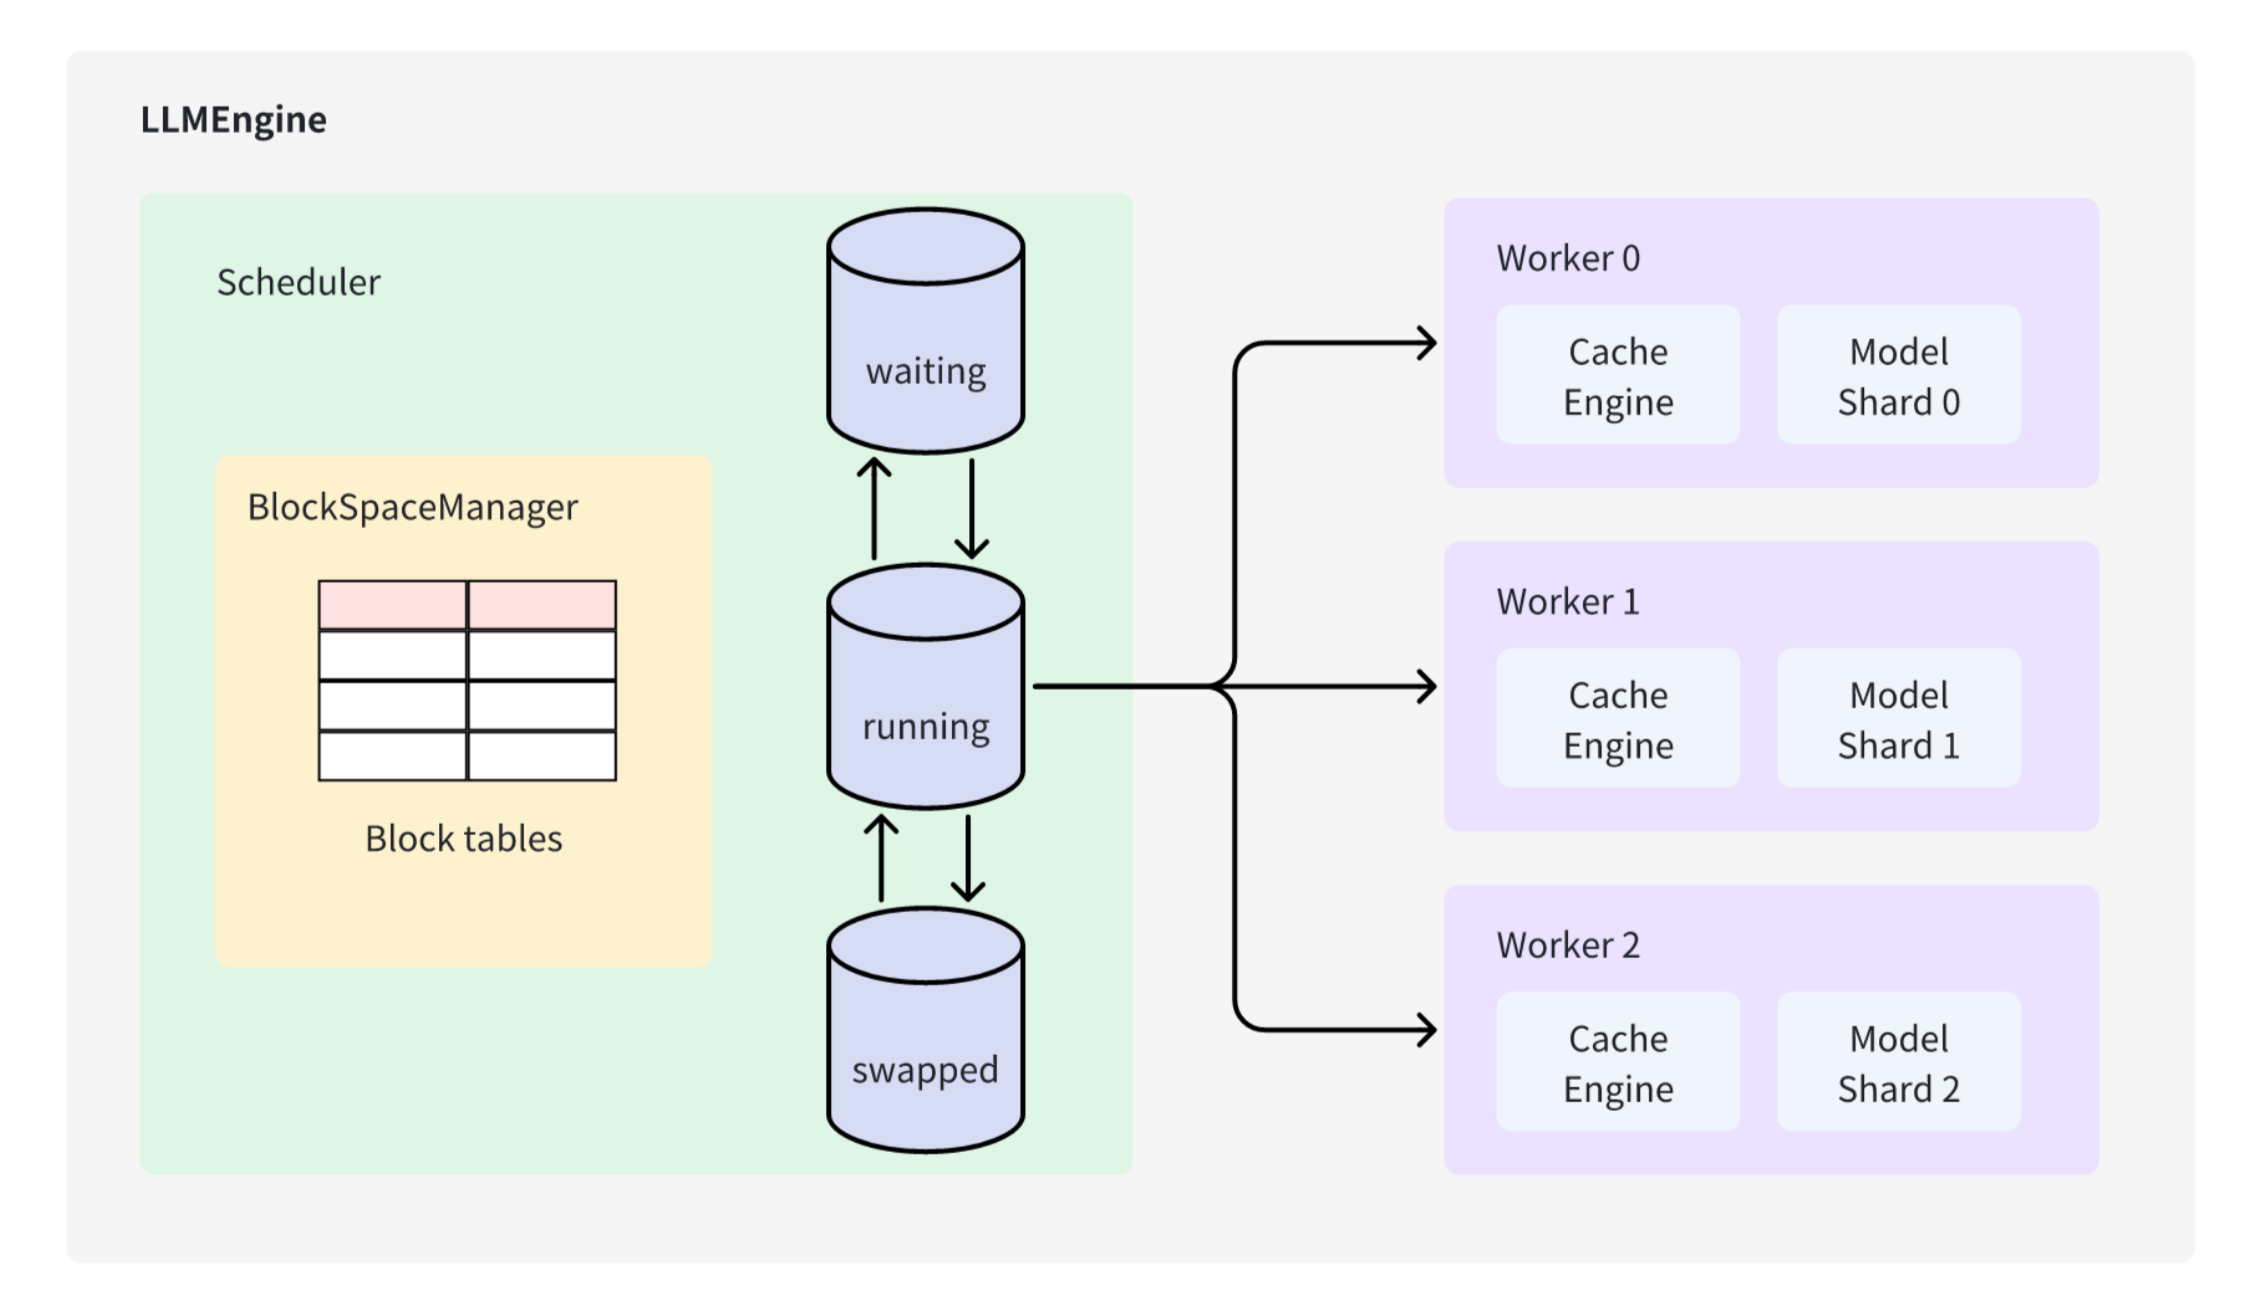 LLMEngine
Scheduler
waiting
BlockSpaceManager
Block tables
running
swapped
Worker 0
Cache
Engine
Model
Shard 0
Worker 1
Cache
Engine
Model
Shard 1
Worker 2
Cache
Engine
Model
Shard 2